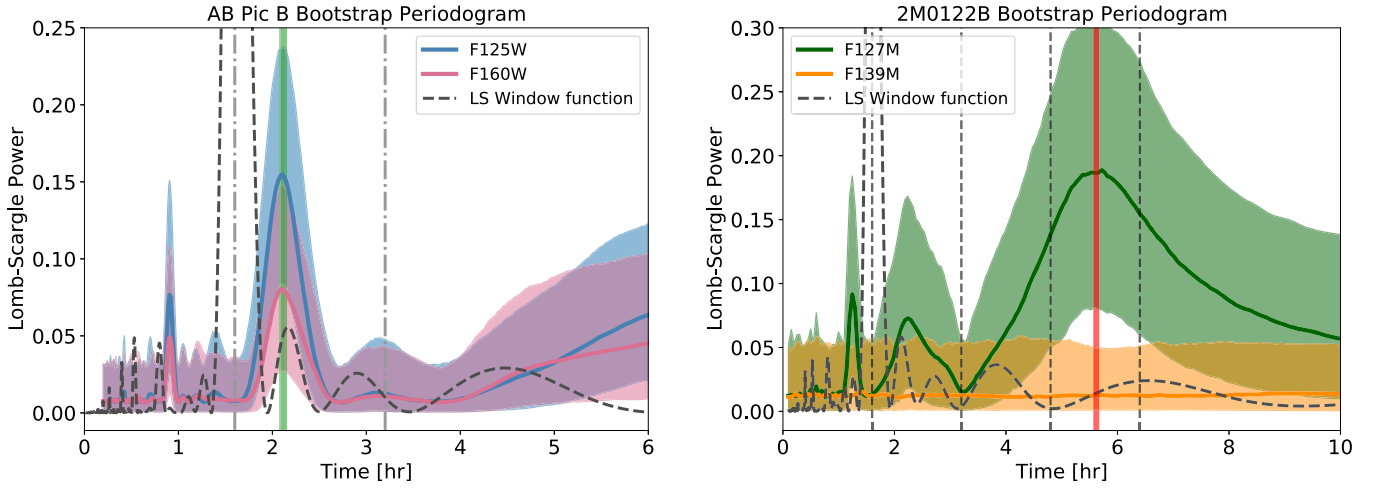 AB Pic B Bootstrap Periodogram
Lomb-Scargle Power
0.25
0.20
0.15
0.10
0.05
0.00
F125W
F160W
LS Window function
0
1
2
3
4
5
6
Time [hr]
2M0122B Bootstrap Periodogram
Lomb-Scargle Power
0.30
0.25
0.20
0.15
0.10
0.05
0.00
F127M
F139M
LS Window function
0
2
4
6
8
10
Time [hr]